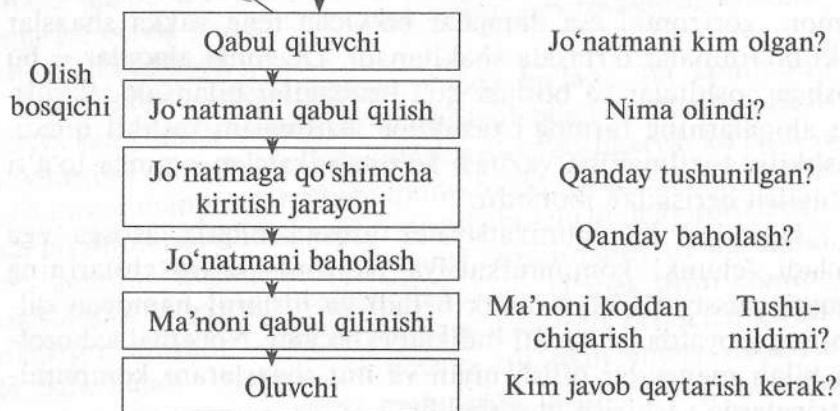 Qabul qiluvchi
Jo‘natmani kim olgan?
Olish
bosqichi
Jo‘natmani qabul qilish
Nima olindi?
Jo‘natmaga qo‘shimcha
kiritish jarayoni
Qanday tushunilgan?
Jo‘natmani baholash
Qanday baholash?
Ma’noni qabul qilinishi
Ma’noni koddan
chiqarish
Tushu-
nildimi?
Oluvchi
Kim javob qaytarish kerak?